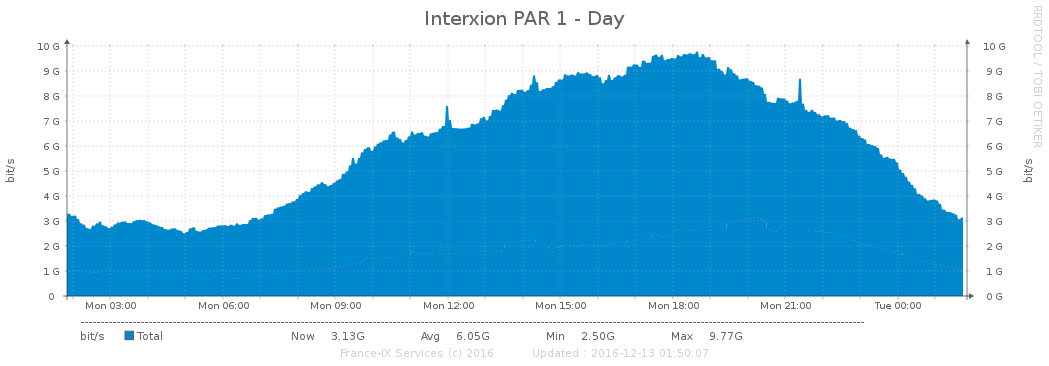 Interxion PAR 1 - Day
RRDTOOL / TOBI OETIKER
bit/s
10 G
9 G
8 G
7 G
6 G
5 G
4 G
3 G
2 G
1 G
0
10 G
9 G
8 G
7 G
6 G
5 G
4 G
3 G
2 G
1 G
0 G
bit/s
Mon 03:00 Mon 06:00 Mon 09:00 Mon 12:00 Mon 15:00 Mon 18:00 Mon 21:00 Tue 00:00
bit/s Total Now 3.13G Avg 6.05G Min 2.50G Max 9.77G
France-IX Services (c) 2016 Updated : 2016-12-13 01:50:07